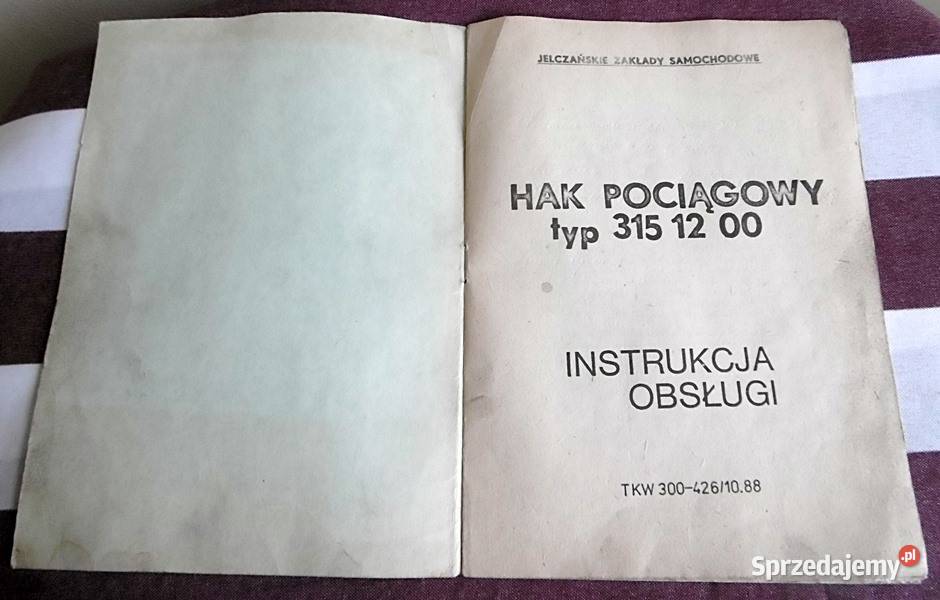 JELCZAŃSKIE ZAKŁADY SAMOCHODOWE
HAK POCIĄGOWY
typ 315 12 00
INSTRUKCJA
OBSŁUGI
TKW 300-426/10.88
Sprzedajemy.pl